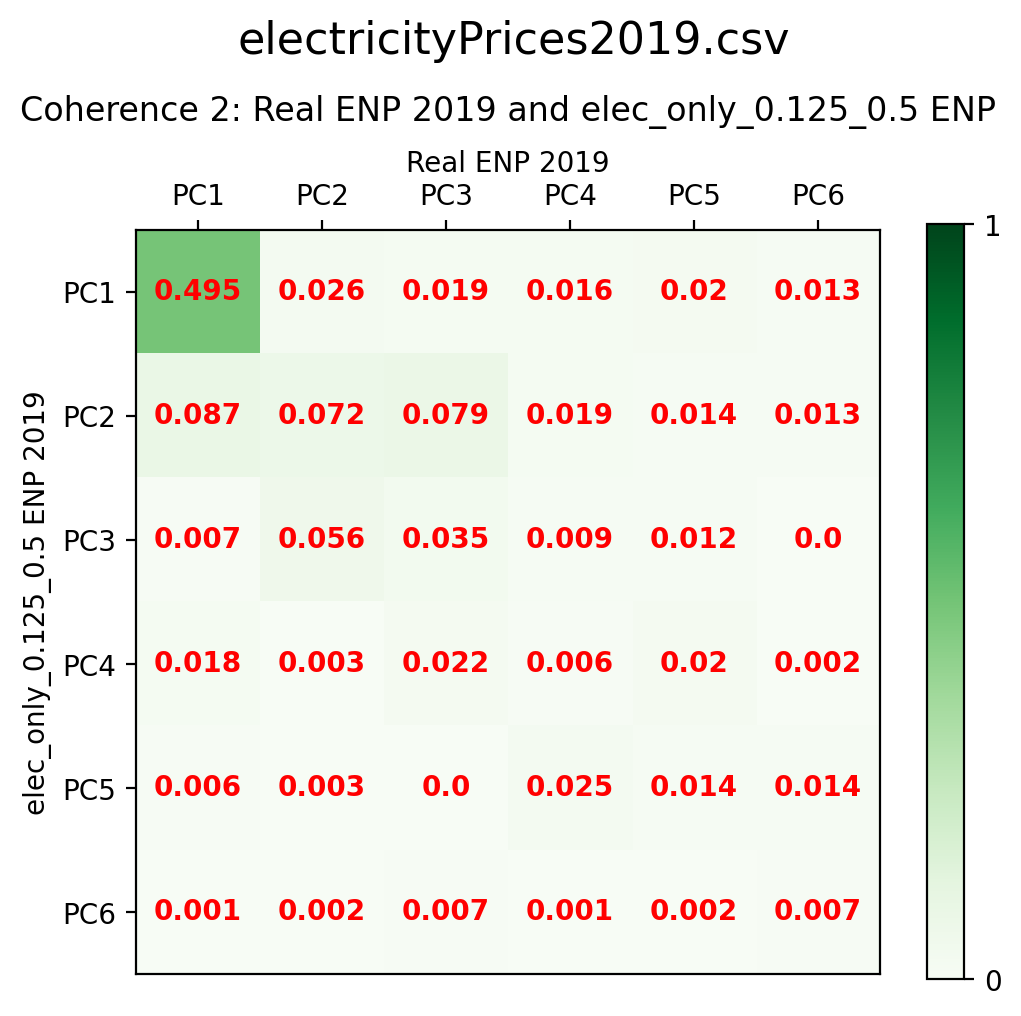 electricityPrices2019.csv
Coherence 2: Real ENP 2019 and elec_only_0.125_0.5 ENP
Real ENP 2019
PC1 PC2 PC3 PC4 PC5 PC6
1
PC1 0.495 0.026 0.019 0.016 0.02 0.013
PC2 0.087 0.072 0.079 0.019 0.014 0.013
PC3 0.007 0.056 0.035 0.009 0.012 0.0
PC4 0.018 0.003 0.022 0.006 0.02 0.002
PC5 0.006 0.003 0.0 0.025 0.014 0.014
PC6 0.001 0.002 0.007 0.001 0.002 0.007
0
elec_only_0.125_0.5 ENP 2019